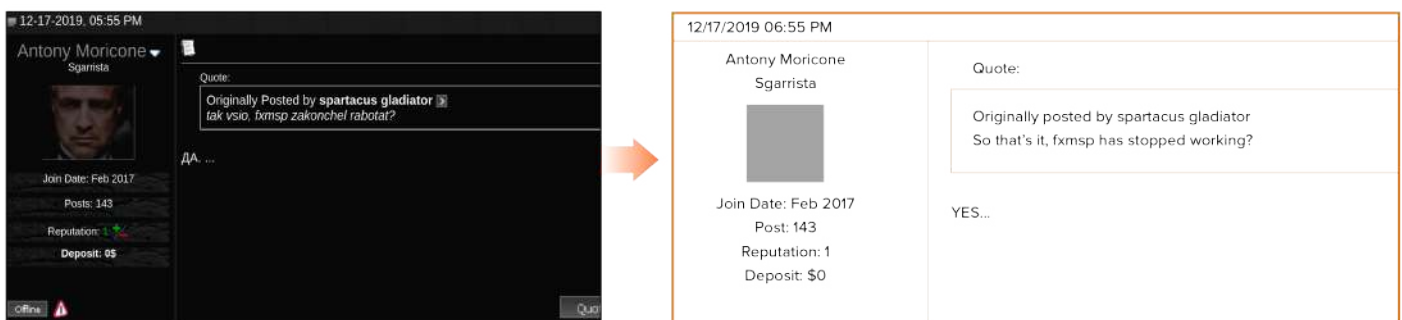 12-17-2019, 05:55 PM
Antony Moricone
Sgarrista
Join Date: Feb 2017
Posts: 143
Reputation: 1
Deposit: 0$
Offline
Quote:
Originally Posted by spartacus gladiator
tak vsio, fxmsp zakonchel rabotat?
ДА. ...
Quo
12/17/2019 06:55 PM
Antony Moricone
Sgarrista
Join Date: Feb 2017
Post: 143
Reputation: 1
Deposit: $0
Quote:
Originally posted by spartacus gladiator
So that's it, fxmsp has stopped working?
YES...